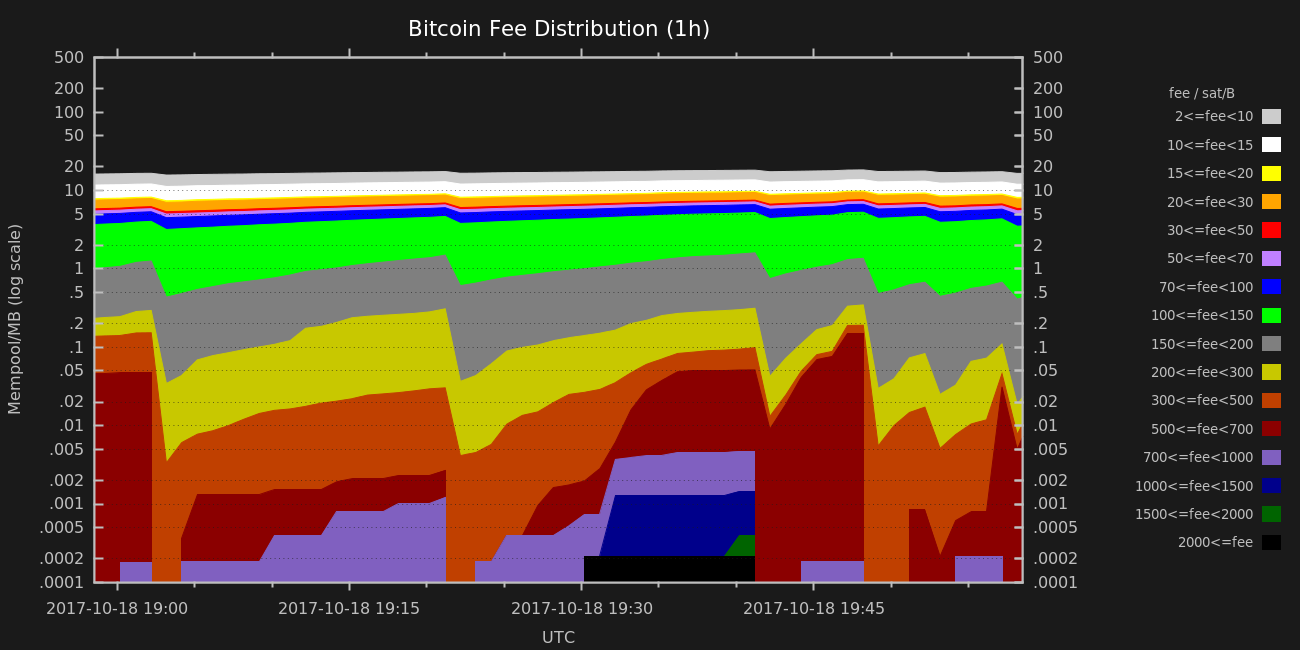 Bitcoin Fee Distribution (1h)
500
200
100
50
20
10
5
2
1
.5
.2
.1
.05
.02
.01
.005
.002
.001
.0005
.0002
.0001
Mempool/MB (log scale)
500
200
100
50
20
10
5
2
1
.5
.2
.1
.05
.02
.01
.005
.002
.001
.0005
.0002
.0001
2017-10-18 19:00 2017-10-18 19:15 2017-10-18 19:30 2017-10-18 19:45
UTC
fee / sat/B
2<=fee<10
10<=fee<15
15<=fee<20
20<=fee<30
30<=fee<50
50<=fee<70
70<=fee<100
100<=fee<150
150<=fee<200
200<=fee<300
300<=fee<500
500<=fee<700
700<=fee<1000
1000<=fee<1500
1500<=fee<2000
2000<=fee